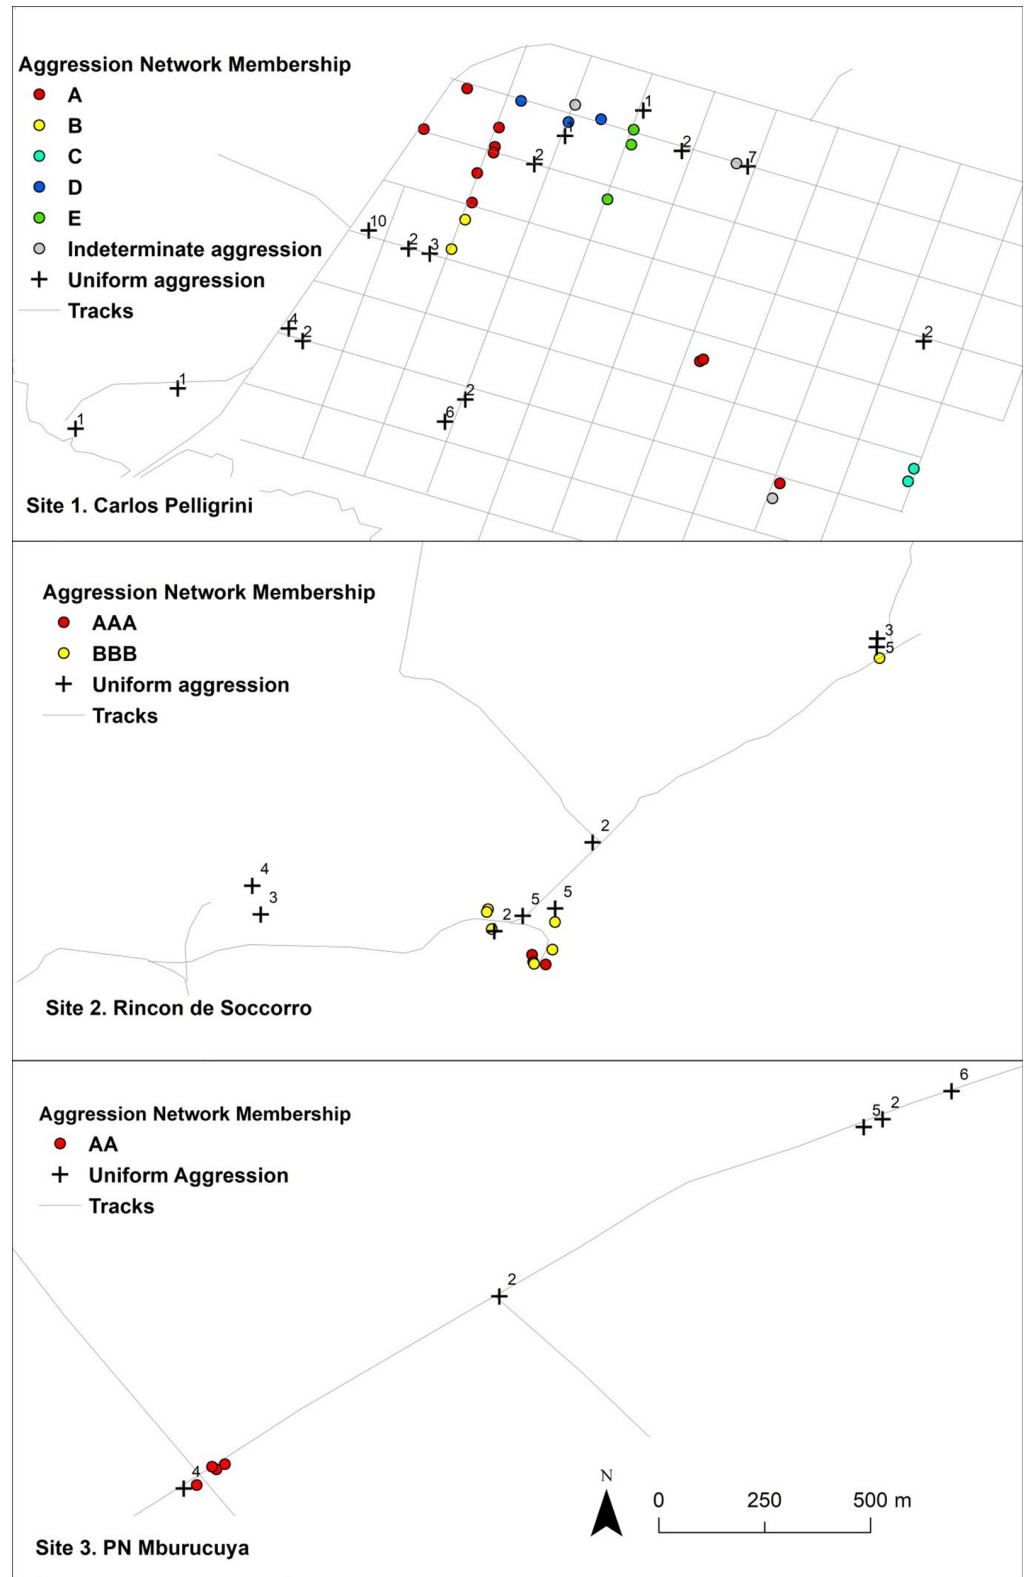 Aggression Network Membership
A
B
C
D
E
Indeterminate aggression
Uniform aggression
Tracks
1
1
2
2
7
10
2
3
4
2
2
1
2
6
1
Site 1. Carlos Pelligrini
Aggression Network Membership
AAA
BBB
Uniform aggression
Tracks
3
5
2
4
3
5
5
2
Site 2. Rincon de Soccorro
Aggression Network Membership
AA
Uniform Aggression
Tracks
6
5
2
2
4
N
0 250 500 m
Site 3. PN Mburucuya